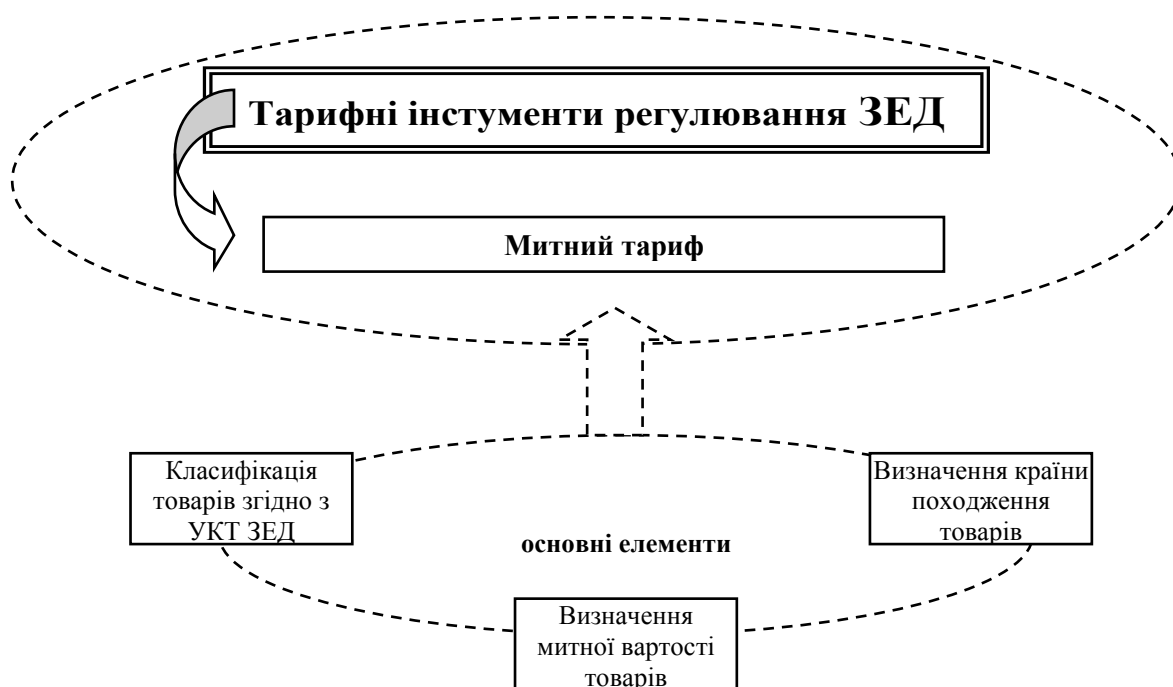 Тарифні інстументи регулювання ЗЕД
Митний тариф
Класифікація
товарів згідно з
УКТ ЗЕД
Визначення країни
походження
товарів
основні елементи
Визначення
митної вартості
товарів